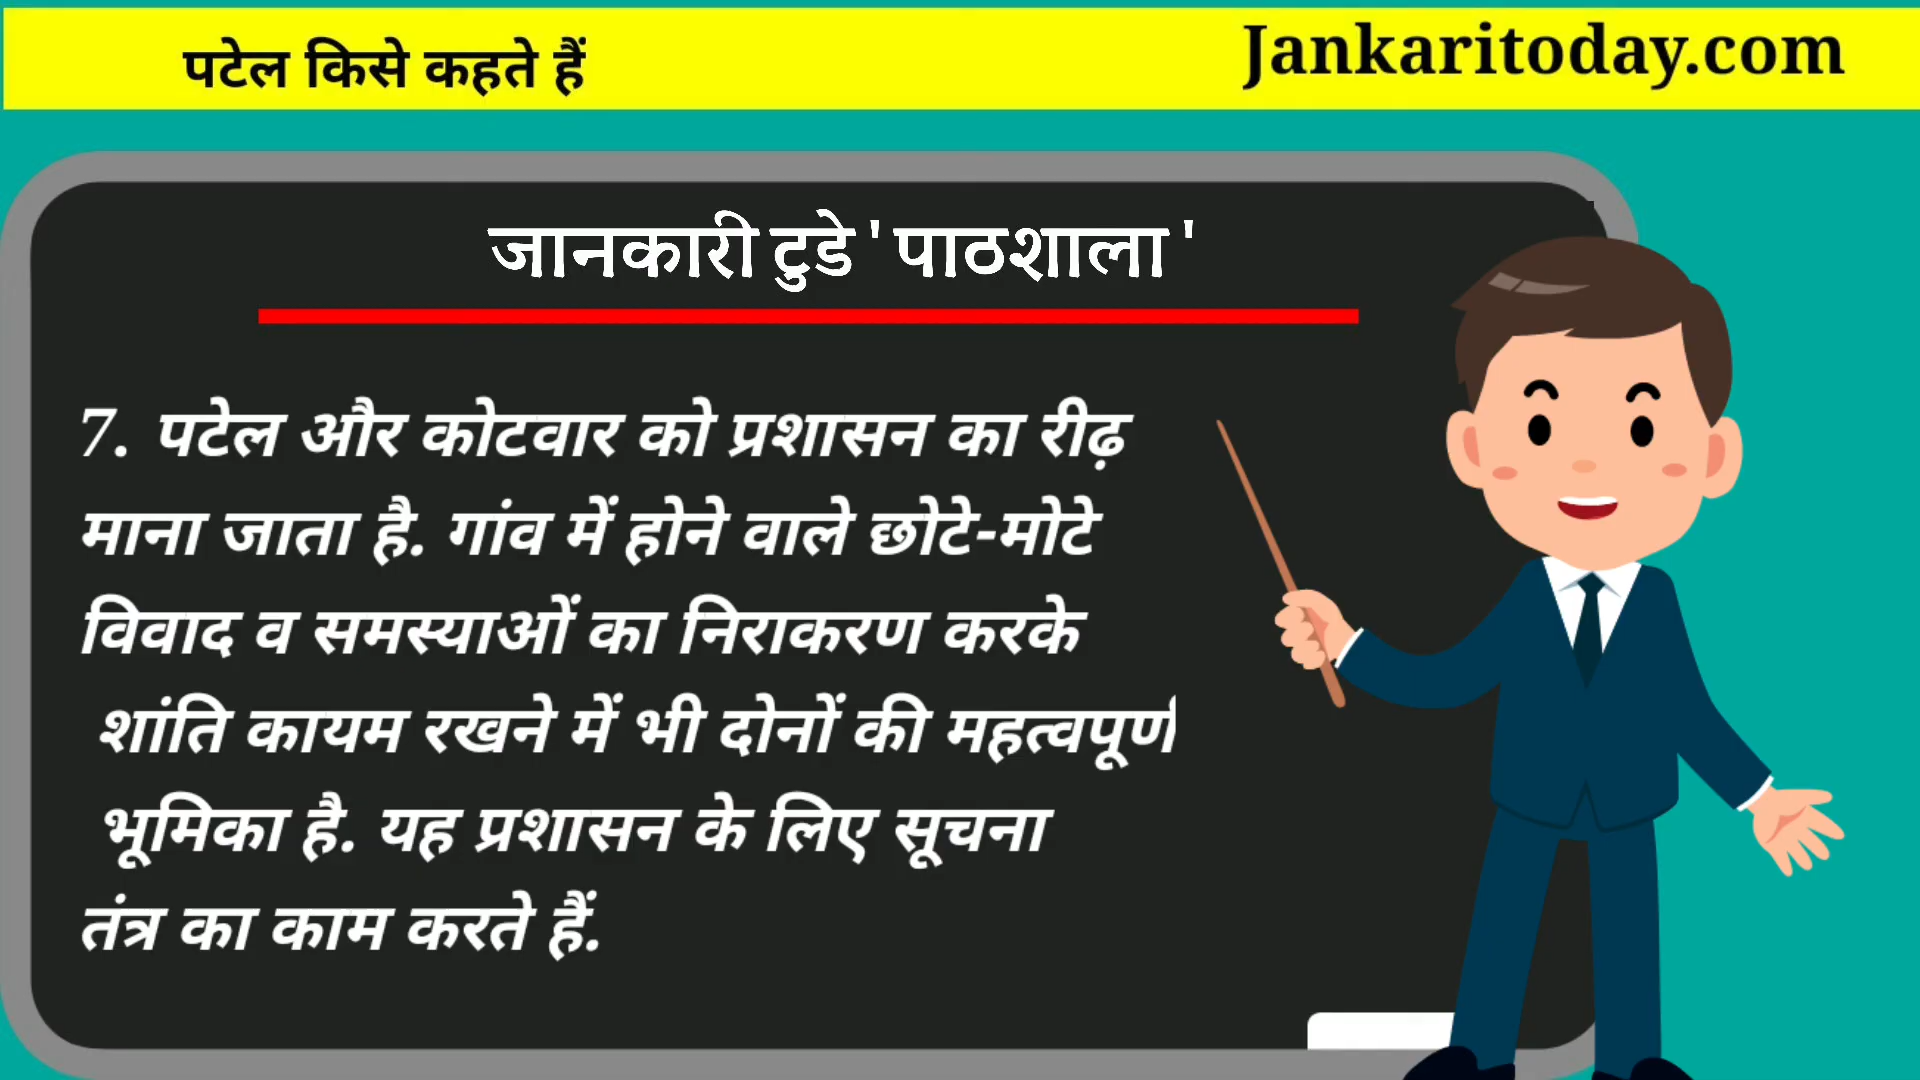 पटेल किसे कहते हैं
Jankaritoday.com
जानकारी टुडे ' पाठशाला '
7. पटेल और कोटवार को प्रशासन का रीढ़
माना जाता है. गांव में होने वाले छोटे-मोटे
विवाद व समस्याओं का निराकरण करके
शांति कायम रखने में भी दोनों की महत्वपूर्ण
भूमिका है. यह प्रशासन के लिए सूचना
तंत्र का काम करते हैं.